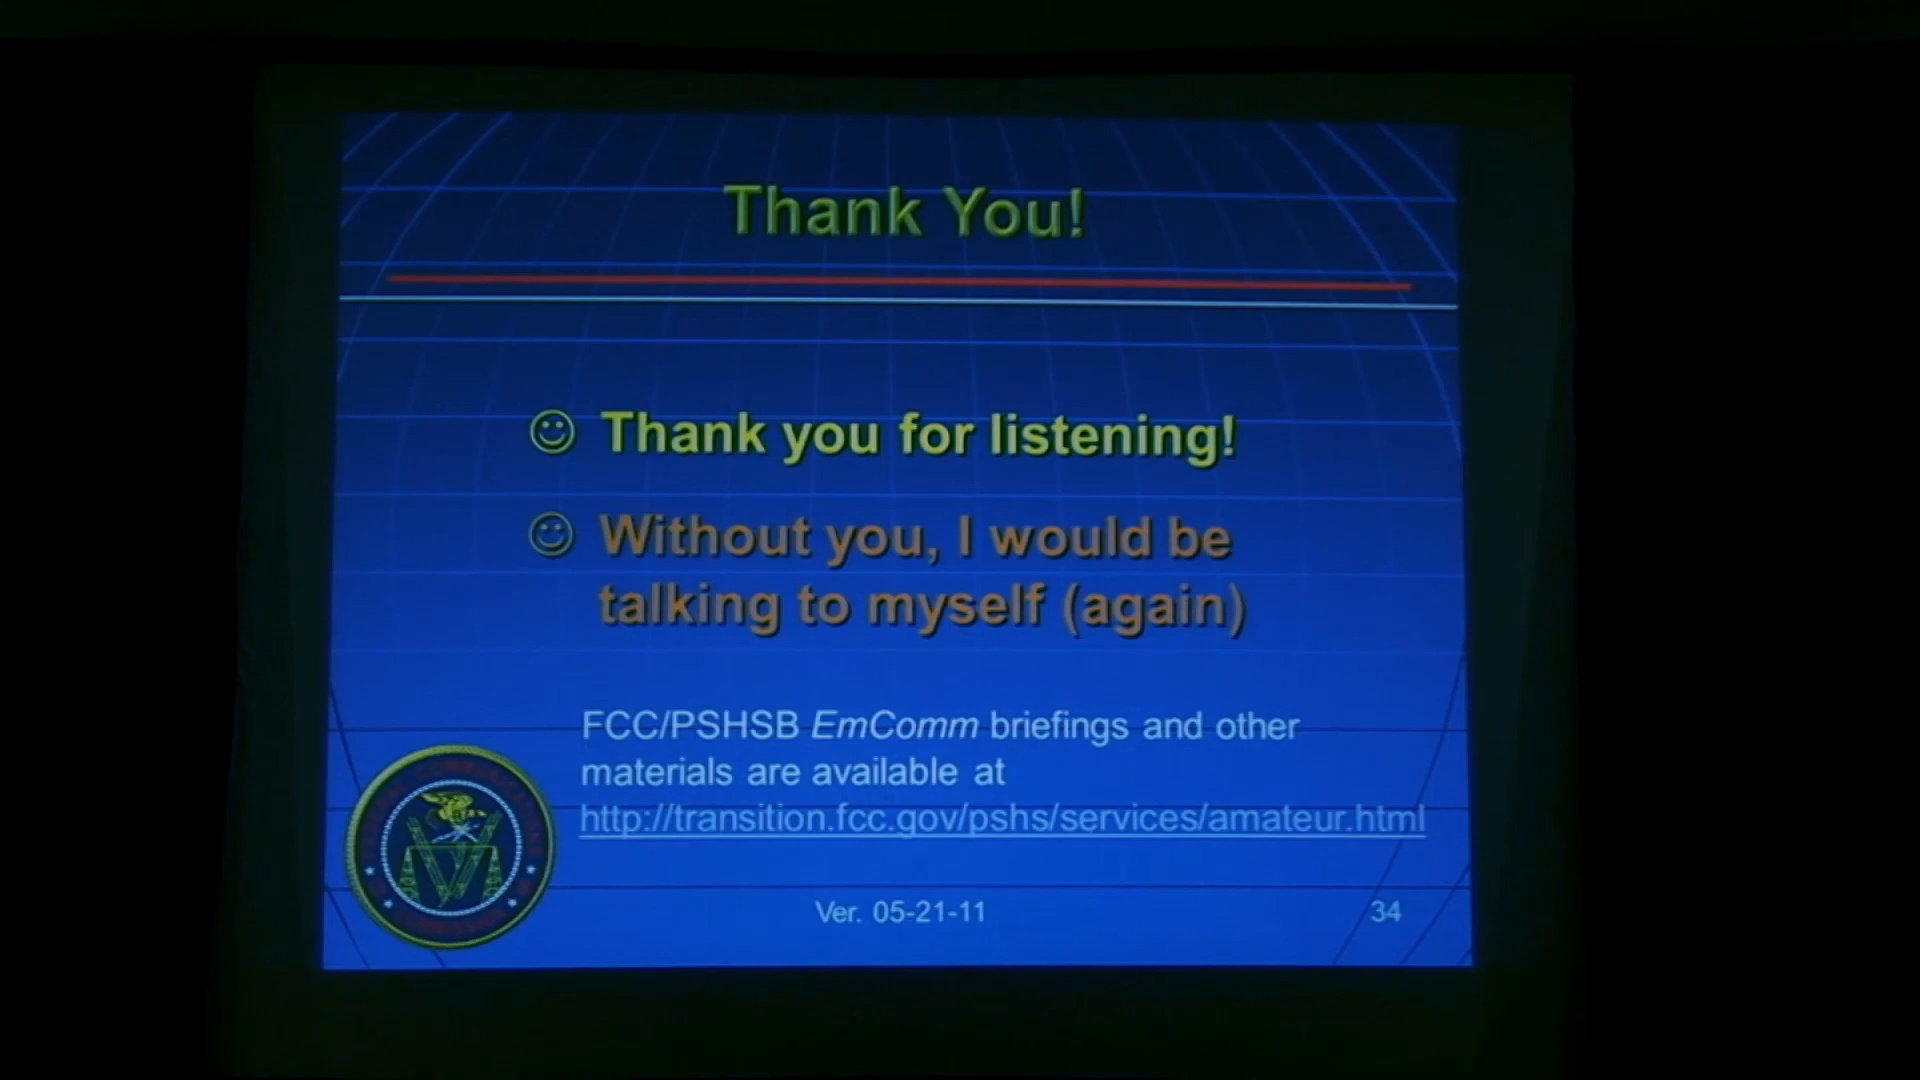 Thank You!
☺ Thank you for listening!
☺ Without you, I would be
talking to myself (again)
FCC/PSHSB EmComm briefings and other
materials are available at
http://transition.fcc.gov/pshs/services/amateur.html
Ver. 05-21-11
34